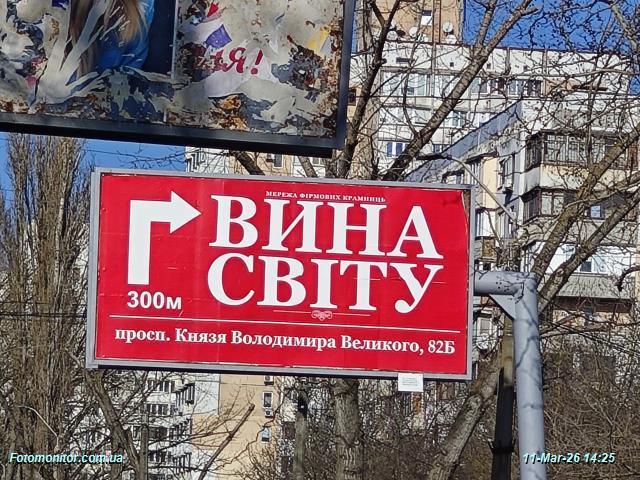 Я!
МЕРЕЖА ФІРМОВИХ КРАМНИЦЬ
ВИНА
СВІТУ
300м
просп. Князя Володимира Великого, 82Б
Fotomonitor.com.ua
11-Mar-26 14:25